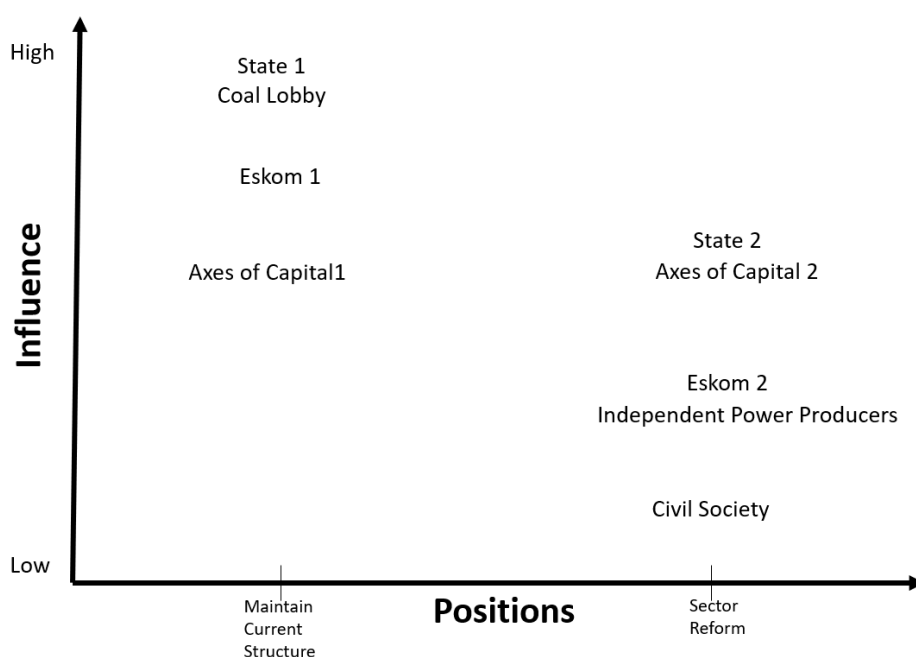 High
State 1
Coal Lobby
Eskom 1
State 2
Axes of Capital1
Axes of Capital 2
Influence
Eskom 2
Independent Power Producers
Civil Society
Low
Maintain
Current
Structure
Positions
Sector
Reform